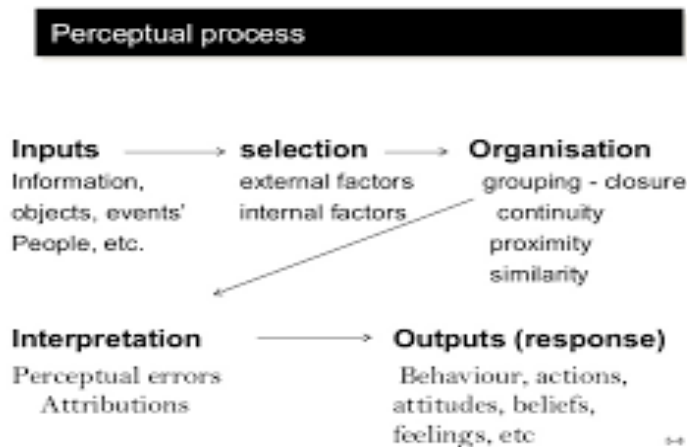 Perceptual process
Inputs selection Organisation
Information, external factors grouping - closure
objects, events' internal factors continuity
People, etc. proximity
similarity
Interpretation Outputs (response)
Perceptual errors Behaviour, actions,
Attributions attitudes, beliefs,
feelings, etc